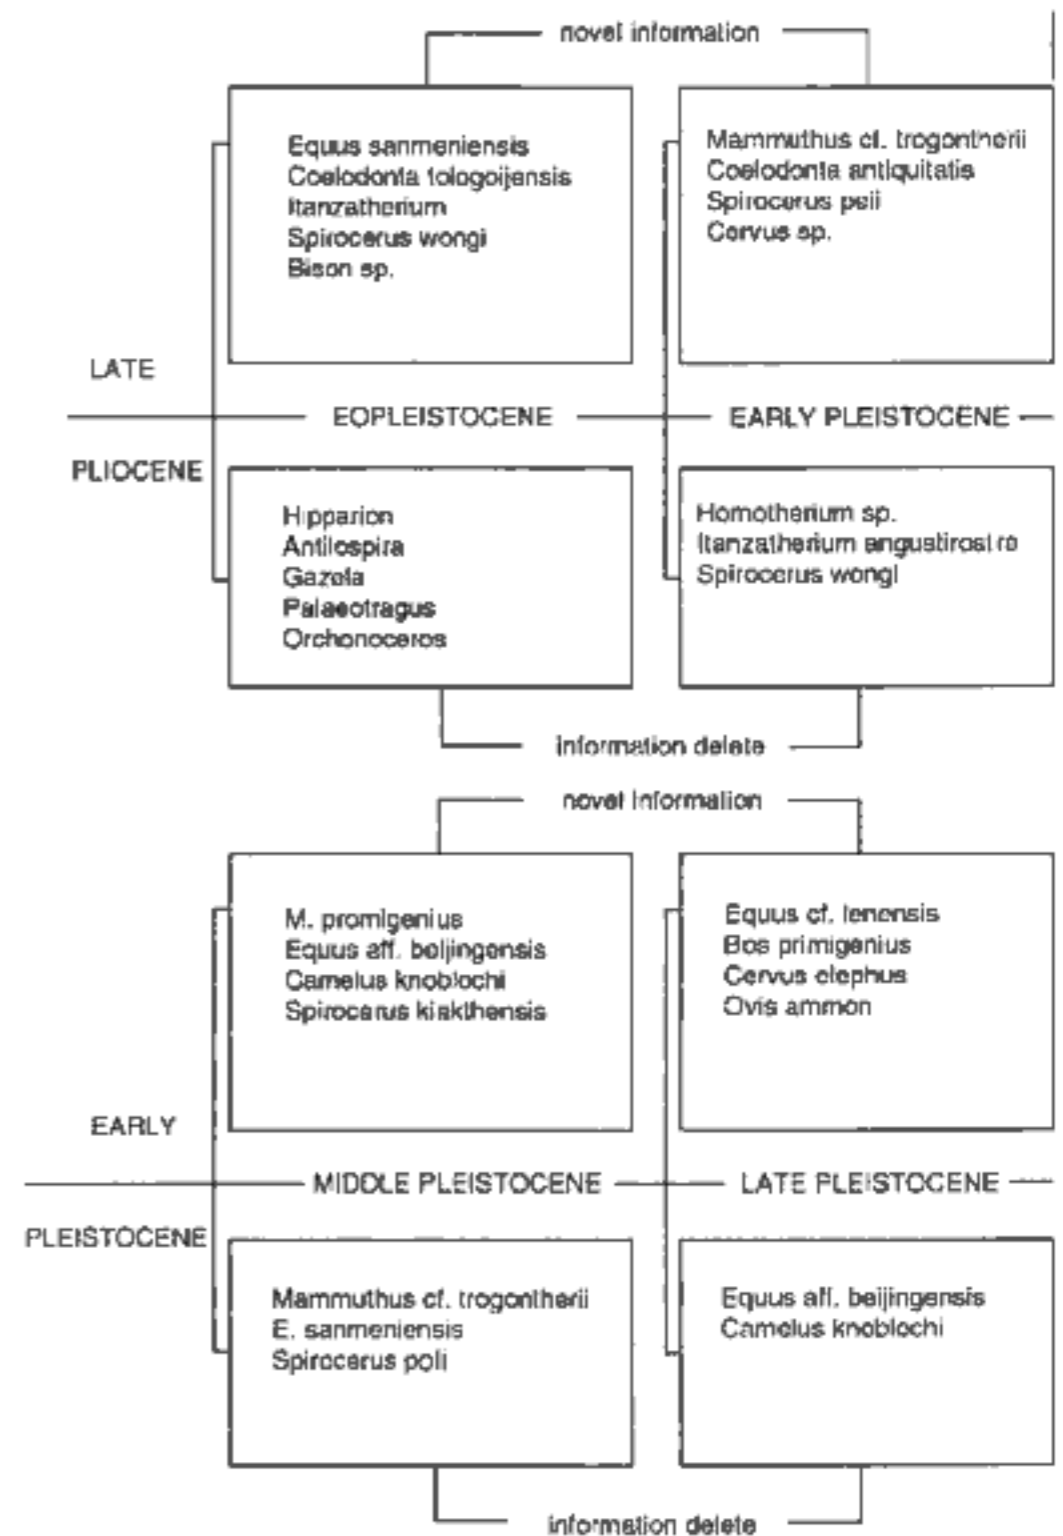 novel information
Equus sanmeniensis
Coelodonta tologoijensis
Itanzatherium
Spirocerus wongi
Bison sp.
Mammuthus cf. trogontherii
Coelodonta antiquitatis
Spirocerus peii
Cervus sp.
LATE
EOPLEISTOCENE
EARLY PLEISTOCENE
PLIOCENE
Hipparion
Antilospira
Gazela
Palaeotragus
Orchonoceros
Homotherium sp.
Itanzatherium angustirostre
Spirocerus wongi
information delete
novel information
M. promigenius
Equus aff. beijingensis
Camelus knoblochi
Spirocerus kiakthensis
Equus cf. lenensis
Bos primigenius
Cervus elephus
Ovis ammon
EARLY
MIDDLE PLEISTOCENE
LATE PLEISTOCENE
PLEISTOCENE
Mammuthus cf. trogontherii
E. sanmeniensis
Spirocerus poli
Equus aff. beijingensis
Camelus knoblochi
information delete